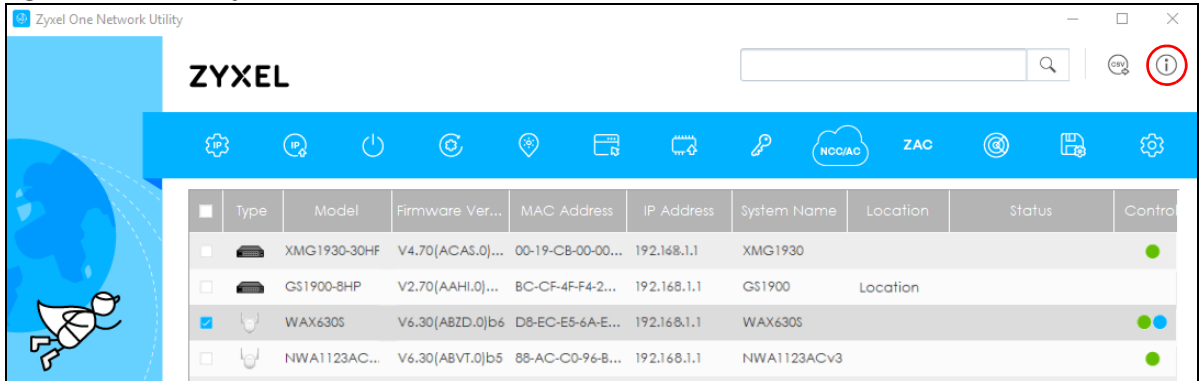 Zyxel One Network Utility
ZYXEL
CSV
IP IP NCC/AC ZAC
Type Model Firmware Ver... MAC Address IP Address System Name Location Status Control
XMG1930-30HF V4.70(ACAS.0)... 00-19-CB-00-00... 192.168.1.1 XMG1930
GS1900-8HP V2.70(AAHI.0)... BC-CF-4F-F4-2... 192.168.1.1 GS1900 Location
WAX630S V6.30(ABZD.0)b6 D8-EC-E5-6A-E... 192.168.1.1 WAX630S
NWA1123AC... V6.30(ABVT.0)b5 88-AC-C0-96-B... 192.168.1.1 NWA1123ACv3